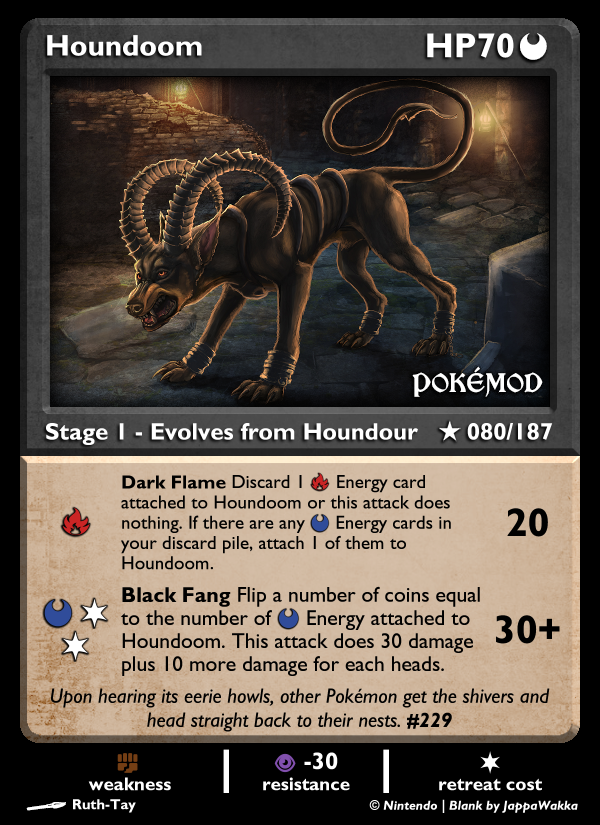 Houndoom HP70
POKÉMOD
Stage 1 - Evolves from Houndour ★ 080/187
Dark Flame Discard 1 Energy card
attached to Houndoom or this attack does
nothing. If there are any Energy cards in
your discard pile, attach 1 of them to
Houndoom.
20
Black Fang Flip a number of coins equal
to the number of Energy attached to
Houndoom. This attack does 30 damage
plus 10 more damage for each heads.
30+
Upon hearing its eerie howls, other Pokémon get the shivers and
head straight back to their nests. #229
-30
weakness resistance retreat cost
Ruth-Tay © Nintendo | Blank by JappaWakka